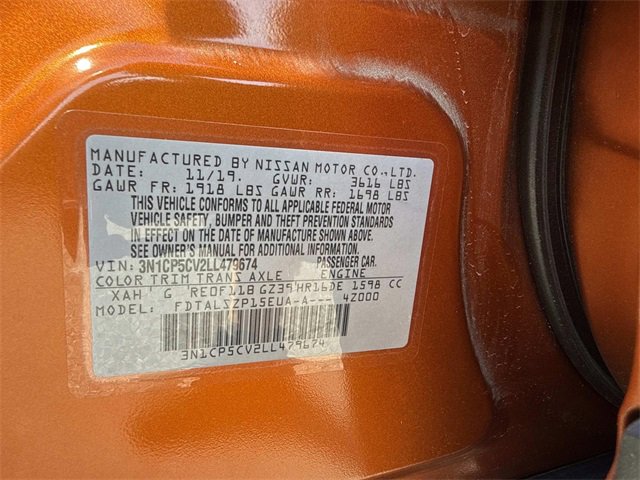 MANUFACTURED BY NISSAN MOTOR CO.,LTD.
DATE: 11/19. GVWR: 3616 LBS
GAWR FR: 1918 LBS GAWR RR: 1698 LBS
THIS VEHICLE CONFORMS TO ALL APPLICABLE FEDERAL MOTOR
VEHICLE SAFETY, BUMPER AND THEFT PREVENTION STANDARDS
IN EFFECT ON THE DATE OF MANUFACTURE SHOWN ABOVE.
SEE OWNER'S MANUAL FOR ADDITIONAL INFORMATION
VIN: 3N1CP5CV2LL479674 PASSENGER CAR.
COLOR TRIM TRANS AXLE ENGINE
XAH G RE0F11B GZ39 HR16DE 1598 CC
MODEL: FDTALSZP15EUA-A--- 4Z000
3N1CP5CV2LL479674